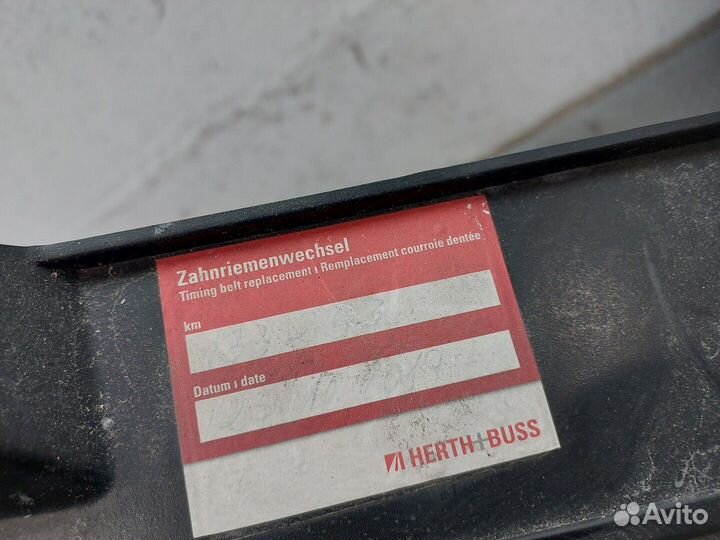 Zahnriemenwechsel
Timing belt replacement ı Remplacement courroie dentée
km
Datum ı date
HERTH+BUSS
Avito